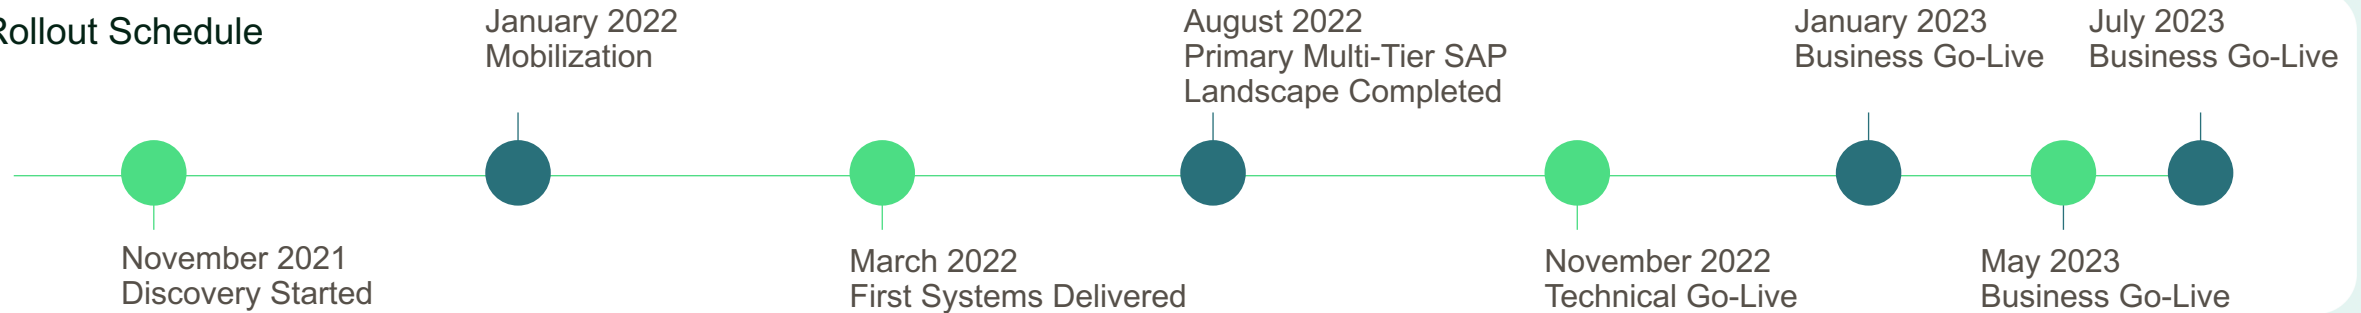 Rollout Schedule
November 2021
Discovery Started
January 2022
Mobilization
March 2022
First Systems Delivered
August 2022
Primary Multi-Tier SAP
Landscape Completed
November 2022
Technical Go-Live
January 2023
Business Go-Live
May 2023
Business Go-Live
July 2023
Business Go-Live